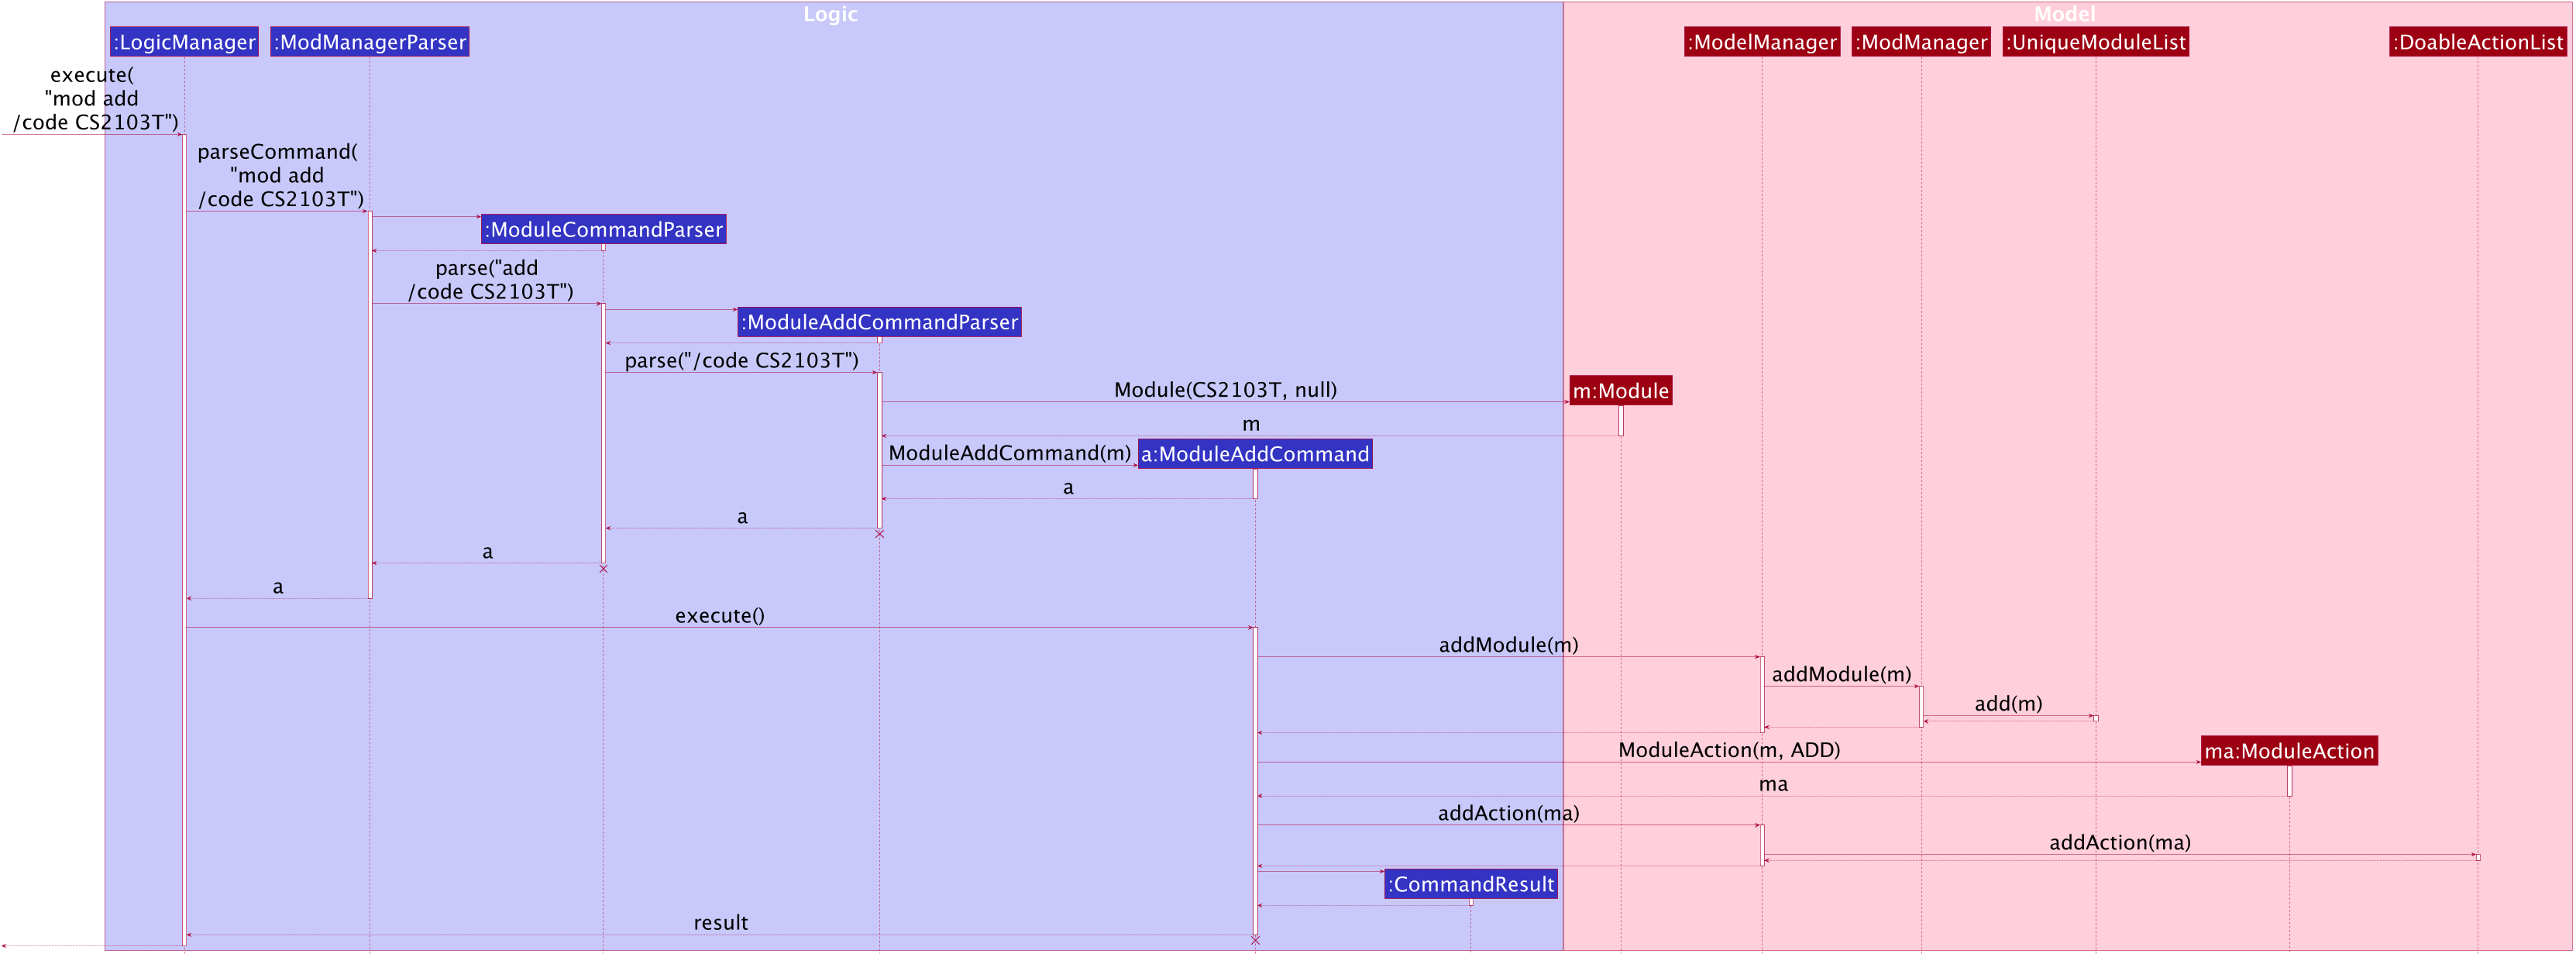 Logic
Model
:LogicManager
:ModManagerParser
:ModelManager
:ModManager
:UniqueModuleList
:DoableActionList
execute(
"mod add
/code CS2103T")
parseCommand(
"mod add
/code CS2103T")
:ModuleCommandParser
parse("add
/code CS2103T")
:ModuleAddCommandParser
parse("/code CS2103T")
Module(CS2103T, null)
m:Module
m
ModuleAddCommand(m)
a:ModuleAddCommand
a
a
a
a
execute()
addModule(m)
addModule(m)
add(m)
ModuleAction(m, ADD)
ma:ModuleAction
ma
addAction(ma)
addAction(ma)
:CommandResult
result